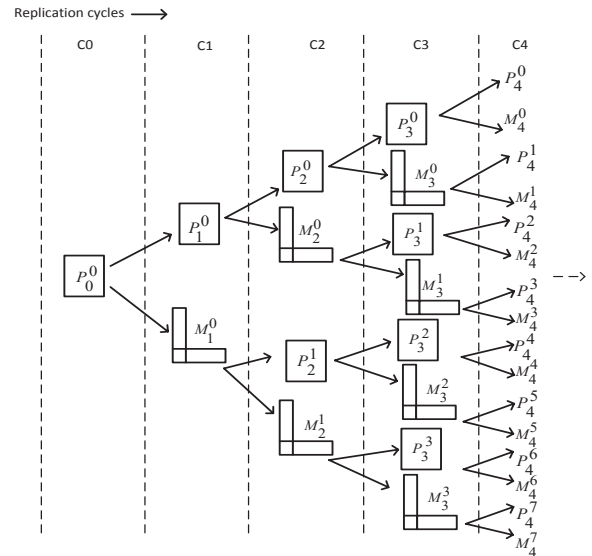 Replication cycles
C0 C1 C2 C3 C4
P_4^0
P_3^0
M_4^0
P_4^1
P_2^0
M_3^0
M_4^1
P_1^0
M_2^0
P_3^1
P_4^2
M_4^2
P_0^0
M_3^1
P_4^3
M_4^3
M_1^0
P_3^2
P_4^4
P_2^1
M_4^4
M_3^2
P_4^5
M_2^1
M_4^5
P_3^3
P_4^6
M_4^6
M_3^3
P_4^7
M_4^7